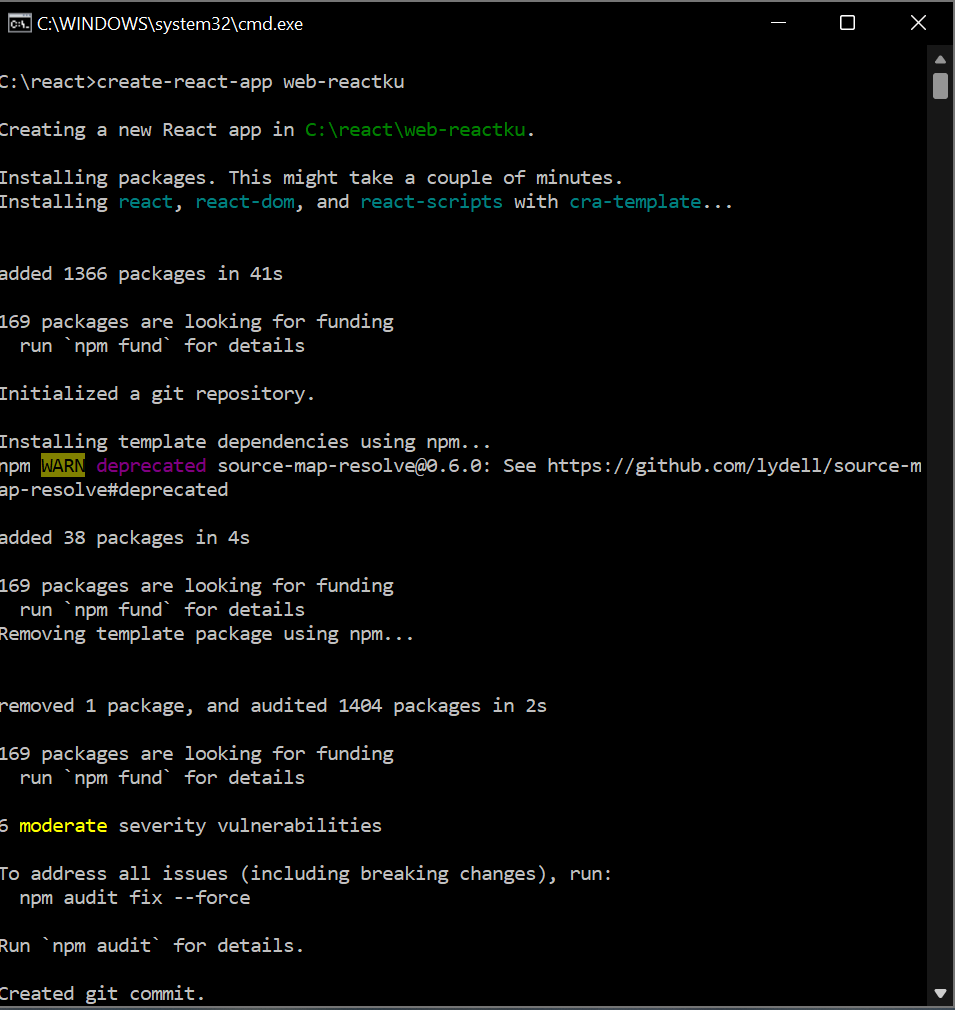 C:\WINDOWS\system32\cmd.exe
C:\react>create-react-app web-reactku
Creating a new React app in C:\react\web-reactku.
Installing packages. This might take a couple of minutes.
Installing react, react-dom, and react-scripts with cra-template...
added 1366 packages in 41s
169 packages are looking for funding
  run `npm fund` for details
Initialized a git repository.
Installing template dependencies using npm...
npm WARN deprecated source-map-resolve@0.6.0: See https://github.com/lydell/source-m
ap-resolve#deprecated
added 38 packages in 4s
169 packages are looking for funding
  run `npm fund` for details
Removing template package using npm...
removed 1 package, and audited 1404 packages in 2s
169 packages are looking for funding
  run `npm fund` for details
6 moderate severity vulnerabilities
To address all issues (including breaking changes), run:
  npm audit fix --force
Run `npm audit` for details.
Created git commit.